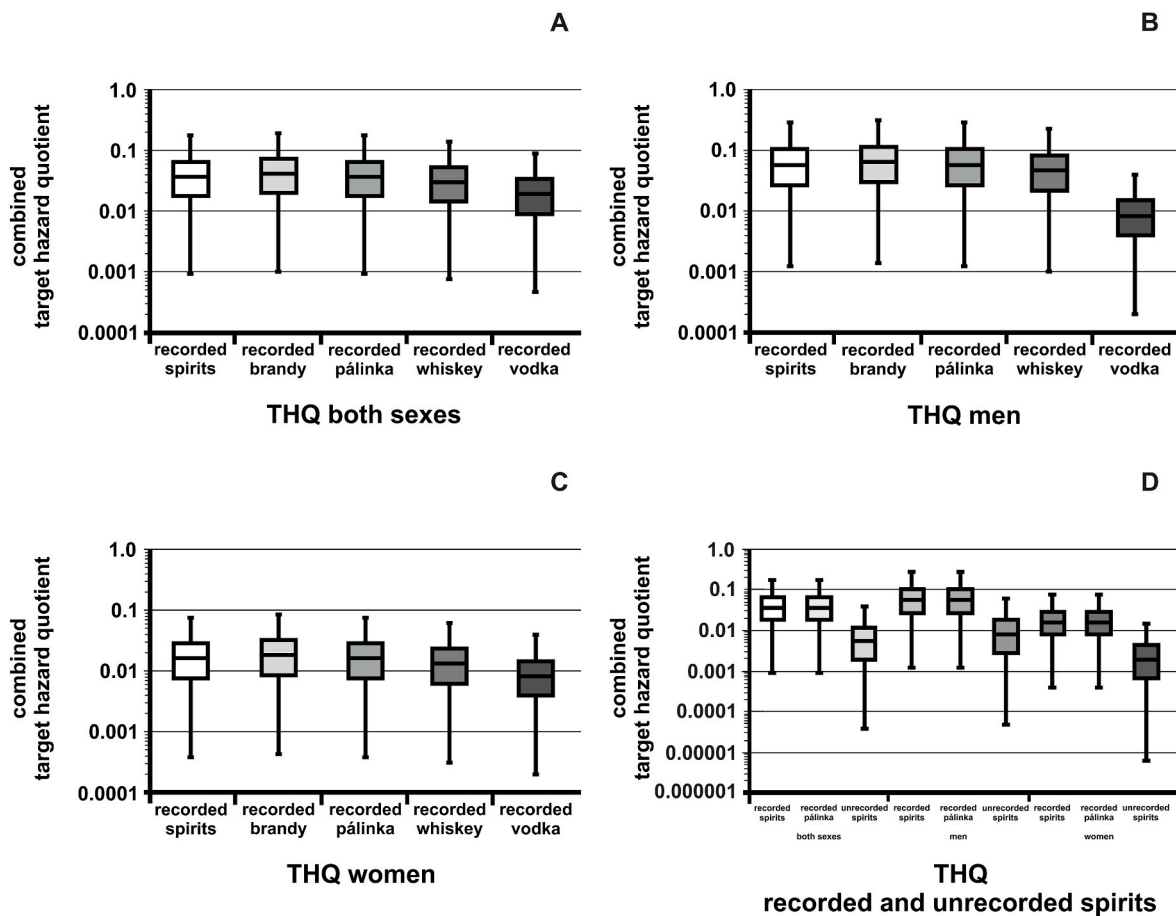 A
combined
target hazard quotient
1.0
0.1
0.01
0.001
0.0001
recorded recorded recorded recorded recorded
spirits brandy pálinka whiskey vodka
THQ both sexes
B
combined
target hazard quotient
1.0
0.1
0.01
0.001
0.0001
recorded recorded recorded recorded recorded
spirits brandy pálinka whiskey vodka
THQ men
C
combined
target hazard quotient
1.0
0.1
0.01
0.001
0.0001
recorded recorded recorded recorded recorded
spirits brandy pálinka whiskey vodka
THQ women
D
combined
target hazard quotient
1.0
0.1
0.01
0.001
0.0001
0.00001
0.000001
recorded recorded unrecorded recorded recorded unrecorded recorded recorded unrecorded
spirits pálinka spirits spirits pálinka spirits spirits pálinka spirits
both sexes men women
THQ
recorded and unrecorded spirits